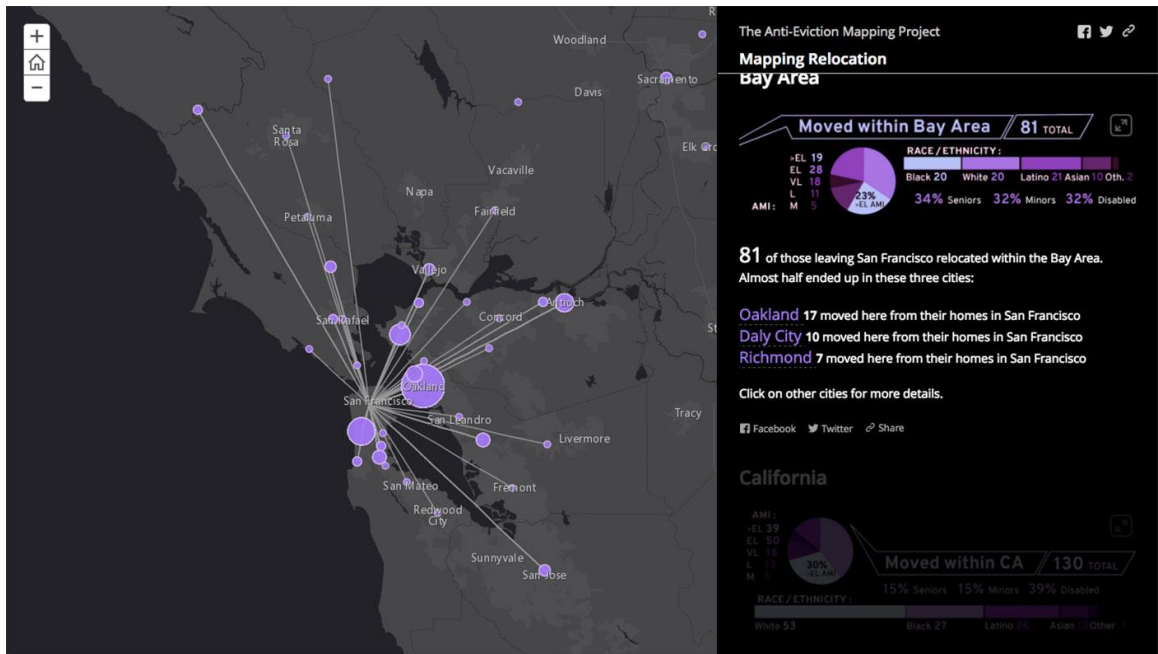 +
−
R
Woodland
Sacramento
Davis
Elk Gro
Santa
Rosa
Vacaville
Napa
Petaluma
Fairfield
Vallejo
Antioch
San Rafael
Concord
St
Oakland
San Francisco
San Leandro
Tracy
Livermore
San Mateo
Fremont
Redwood
City
Sunnyvale
San Jose
The Anti-Eviction Mapping Project
Mapping Relocation
Bay Area
Moved within Bay Area // 81 TOTAL
RACE / ETHNICITY :
>EL 19
EL 28
VL 18
L 11
AMI : M 5
23%
>EL AMI
Black 20 White 20 Latino 21 Asian 10 Oth. 2
34% Seniors 32% Minors 32% Disabled
81 of those leaving San Francisco relocated within the Bay Area.
Almost half ended up in these three cities:
Oakland 17 moved here from their homes in San Francisco
Daly City 10 moved here from their homes in San Francisco
Richmond 7 moved here from their homes in San Francisco
Click on other cities for more details.
Facebook Twitter Share
California
AMI :
>EL 39
EL 50
VL 18
L
M
30%
>EL AMI
Moved within CA / 130 TOTAL
15% Seniors 15% Minors 39% Disabled
RACE / ETHNICITY :
White 53 Black 27 Latino 26 Asian Other